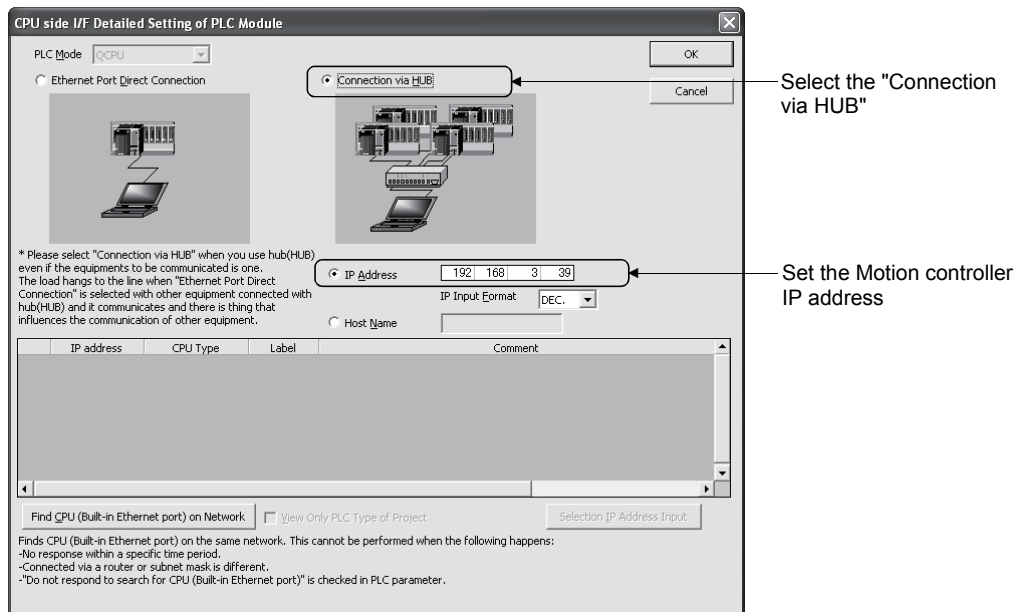 CPU side I/F Detailed Setting of PLC Module
PLC Mode QCPU
OK
Ethernet Port Direct Connection
Connection via HUB
Cancel
Select the "Connection
via HUB"
* Please select "Connection via HUB" when you use hub(HUB)
even if the equipments to be communicated is one.
The load hangs to the line when "Ethernet Port Direct
Connection" is selected with other equipment connected with
hub(HUB) and it communicates and there is thing that
influences the communication of other equipment.
IP Address 192 168 3 39
Set the Motion controller
IP address
IP Input Format DEC.
Host Name
IP address CPU Type Label Comment
Find CPU (Built-in Ethernet port) on Network
View Only PLC Type of Project
Selection IP Address Input
Finds CPU (Built-in Ethernet port) on the same network. This cannot be performed when the following happens:
-No response within a specific time period.
-Connected via a router or subnet mask is different.
-"Do not respond to search for CPU (Built-in Ethernet port)" is checked in PLC parameter.